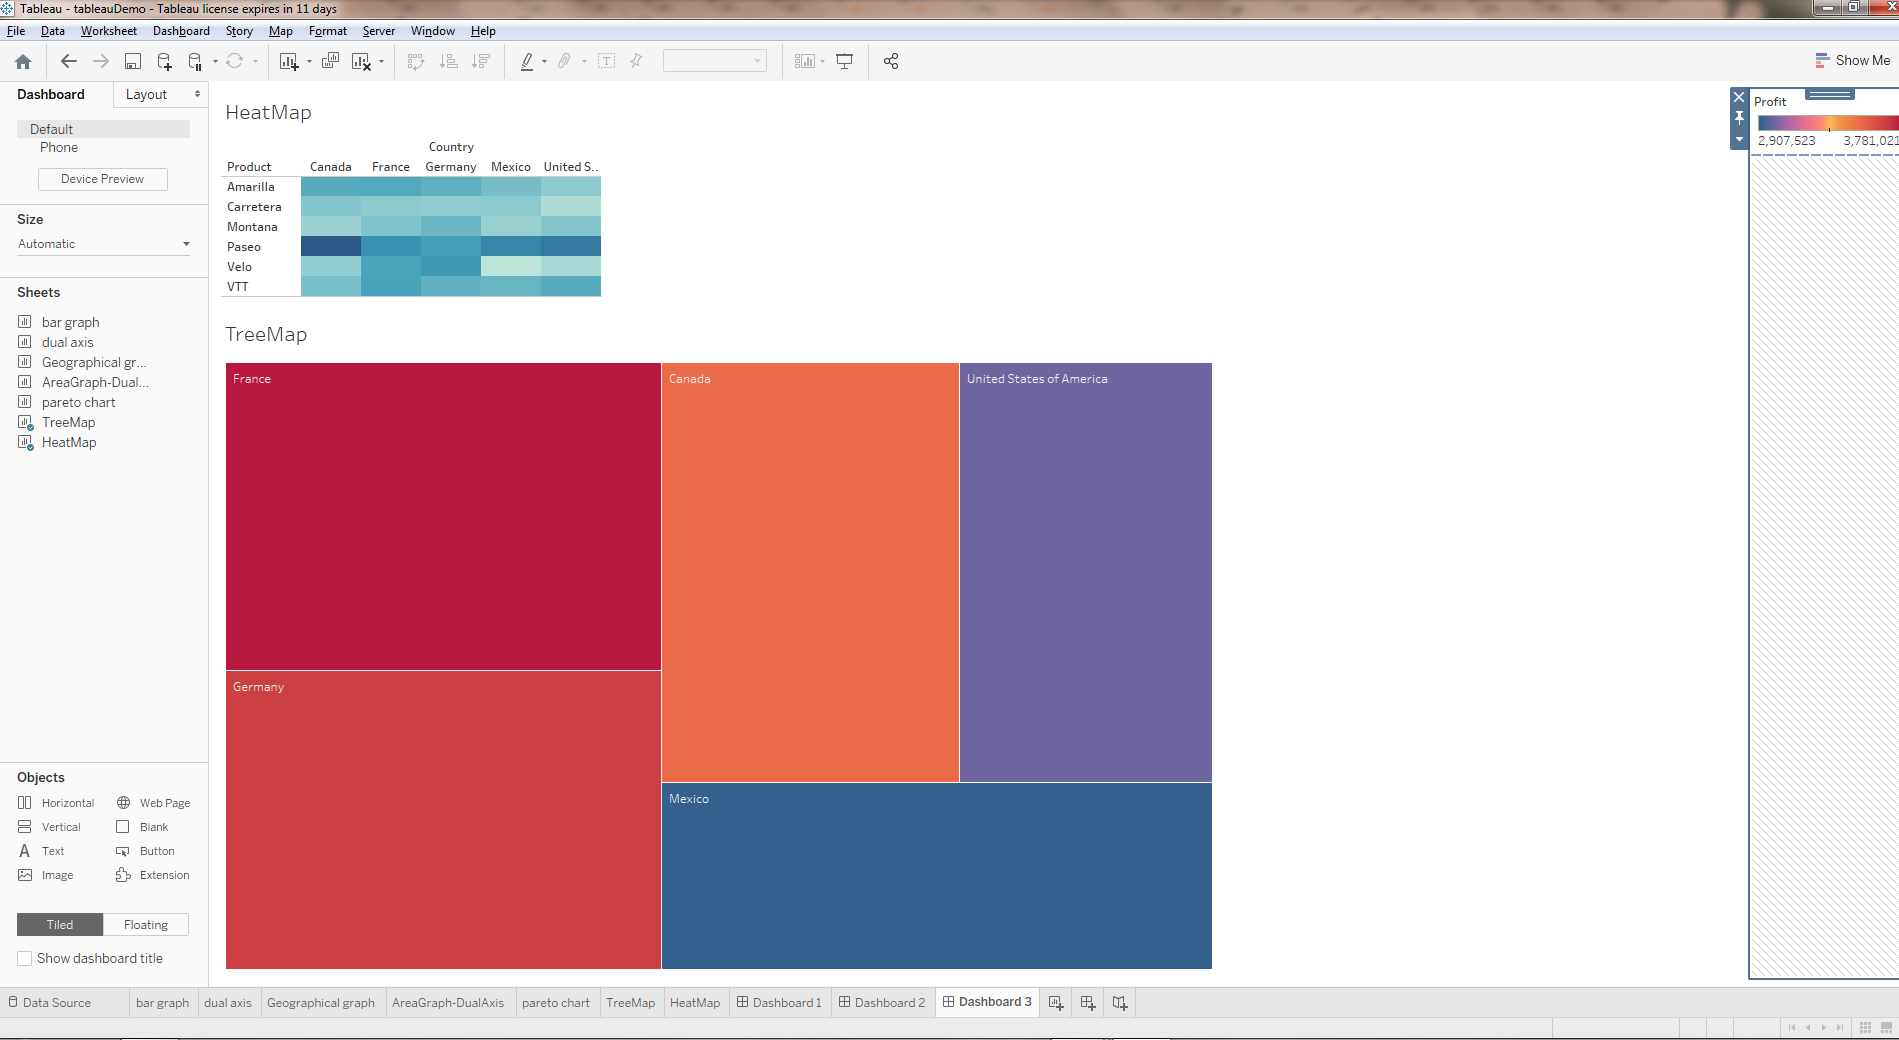 Tableau - tableauDemo - Tableau license expires in 11 days
File Data Worksheet Dashboard Story Map Format Server Window Help
Show Me
Dashboard Layout
Default
Phone
Device Preview
Size
Automatic
Sheets
bar graph
dual axis
Geographical gr...
AreaGraph-Dual...
pareto chart
TreeMap
HeatMap
Objects
Horizontal Web Page
Vertical Blank
Text Button
Image Extension
Tiled Floating
Show dashboard title
HeatMap
Country
Product Canada France Germany Mexico United S..
Amarilla
Carretera
Montana
Paseo
Velo
VTT
TreeMap
France
Canada
United States of America
Germany
Mexico
Profit
2,907,523 3,781,021
Data Source bar graph dual axis Geographical graph AreaGraph-DualAxis pareto chart TreeMap HeatMap Dashboard 1 Dashboard 2 Dashboard 3